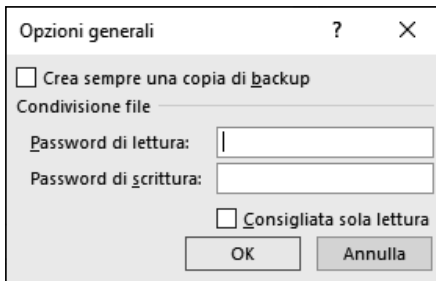 Opzioni generali ?
Crea sempre una copia di backup
Condivisione file
Password di lettura:
Password di scrittura:
Consigliata sola lettura
OK Annulla